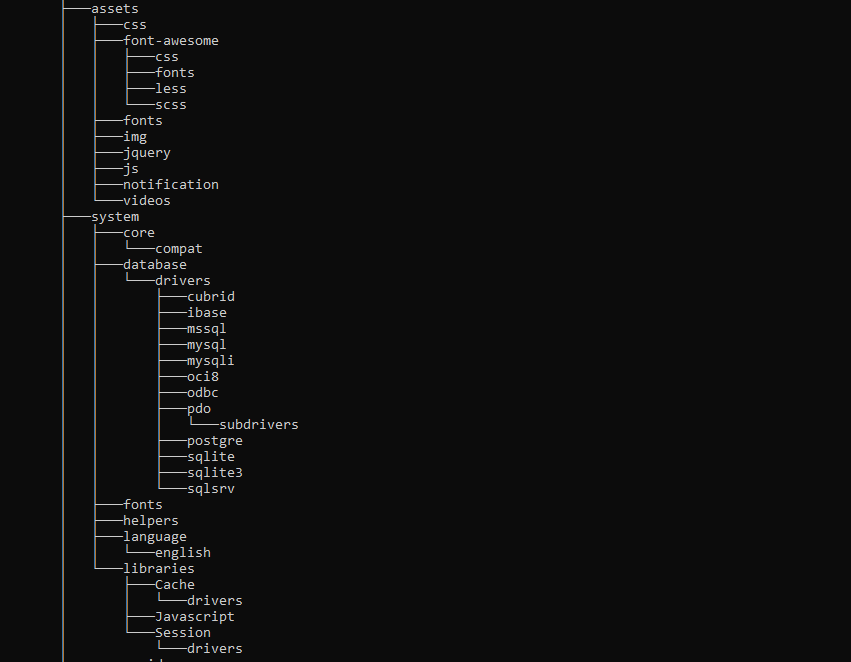 assets
css
font-awesome
css
fonts
less
scss
fonts
img
jquery
js
notification
videos
system
core
compat
database
drivers
cubrid
ibase
mssql
mysql
mysqli
oci8
odbc
pdo
subdrivers
postgre
sqlite
sqlite3
sqlsrv
fonts
helpers
language
english
libraries
Cache
drivers
Javascript
Session
drivers